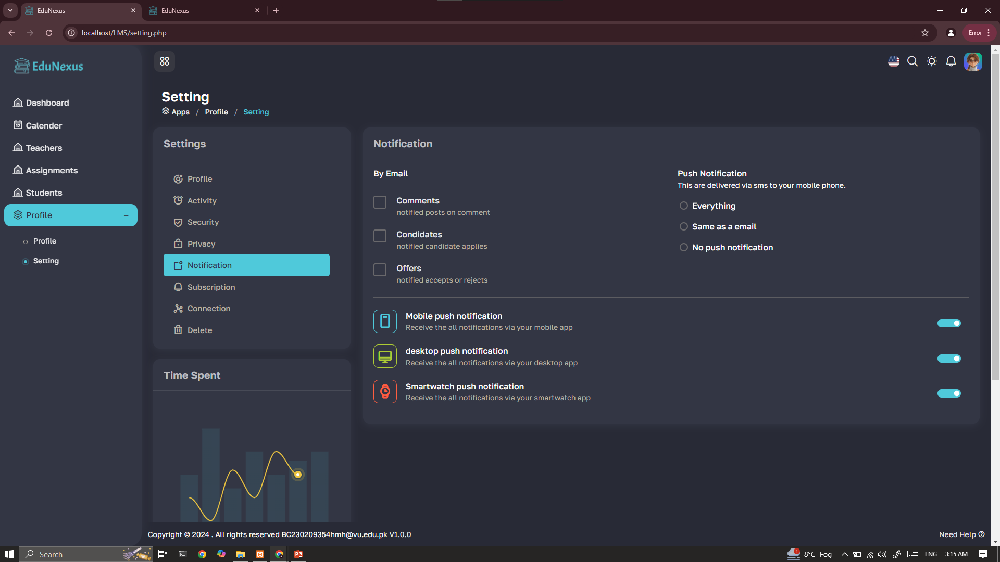 EduNexus
EduNexus
localhost/LMS/setting.php
Error
EduNexus
Dashboard
Calender
Teachers
Assignments
Students
Profile
Profile
Setting
Setting
Apps / Profile / Setting
Settings
Profile
Activity
Security
Privacy
Notification
Subscription
Connection
Delete
Time Spent
Notification
By Email
Comments
notified posts on comment
Candidates
notified candidate applies
Offers
notified accepts or rejects
Push Notification
This are delivered via sms to your mobile phone.
Everything
Same as a email
No push notification
Mobile push notification
Receive the all notifications via your mobile app
desktop push notification
Receive the all notifications via your desktop app
Smartwatch push notification
Receive the all notifications via your smartwatch app
Copyright © 2024 . All rights reserved BC230209354hmh@vu.edu.pk V1.0.0
Need Help
Search
1
8°C Fog
ENG
3:15 AM